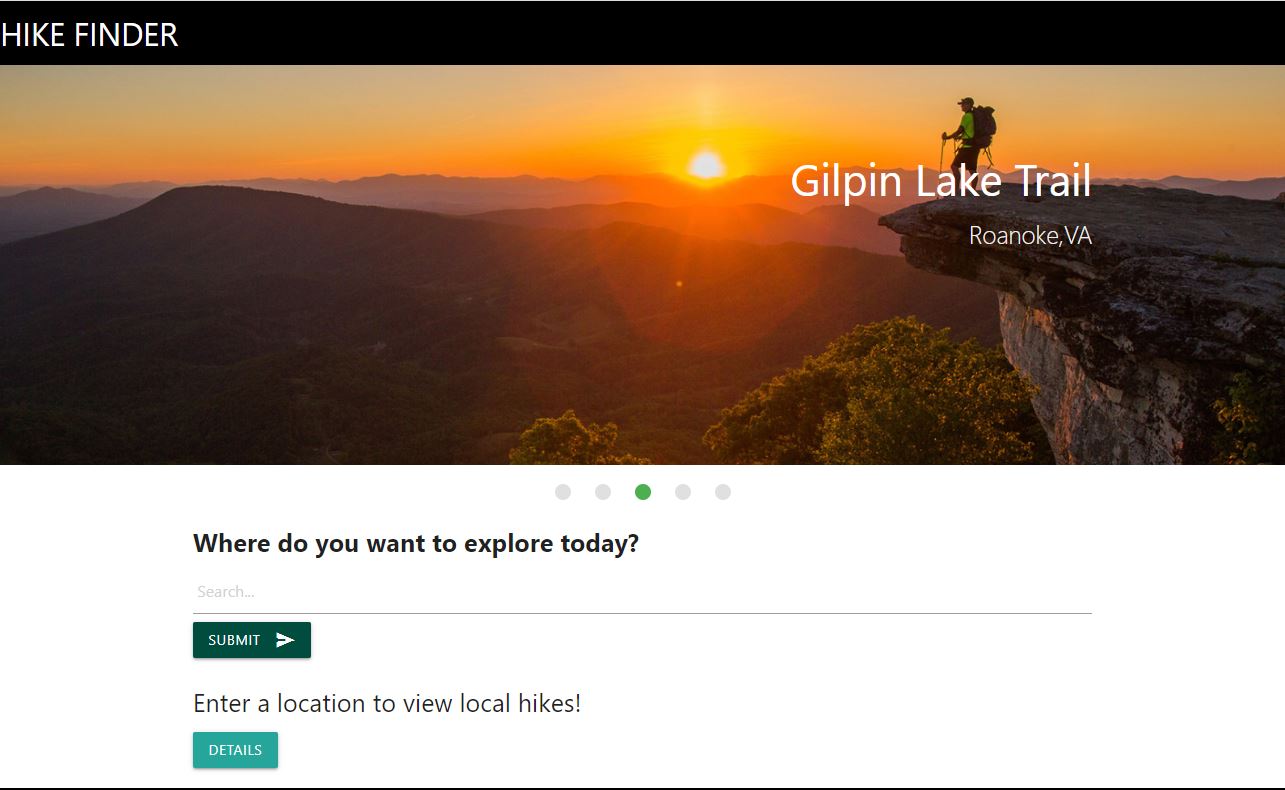 HIKE FINDER
Gilpin Lake Trail
Roanoke,VA
Where do you want to explore today?
Search...
SUBMIT
Enter a location to view local hikes!
DETAILS